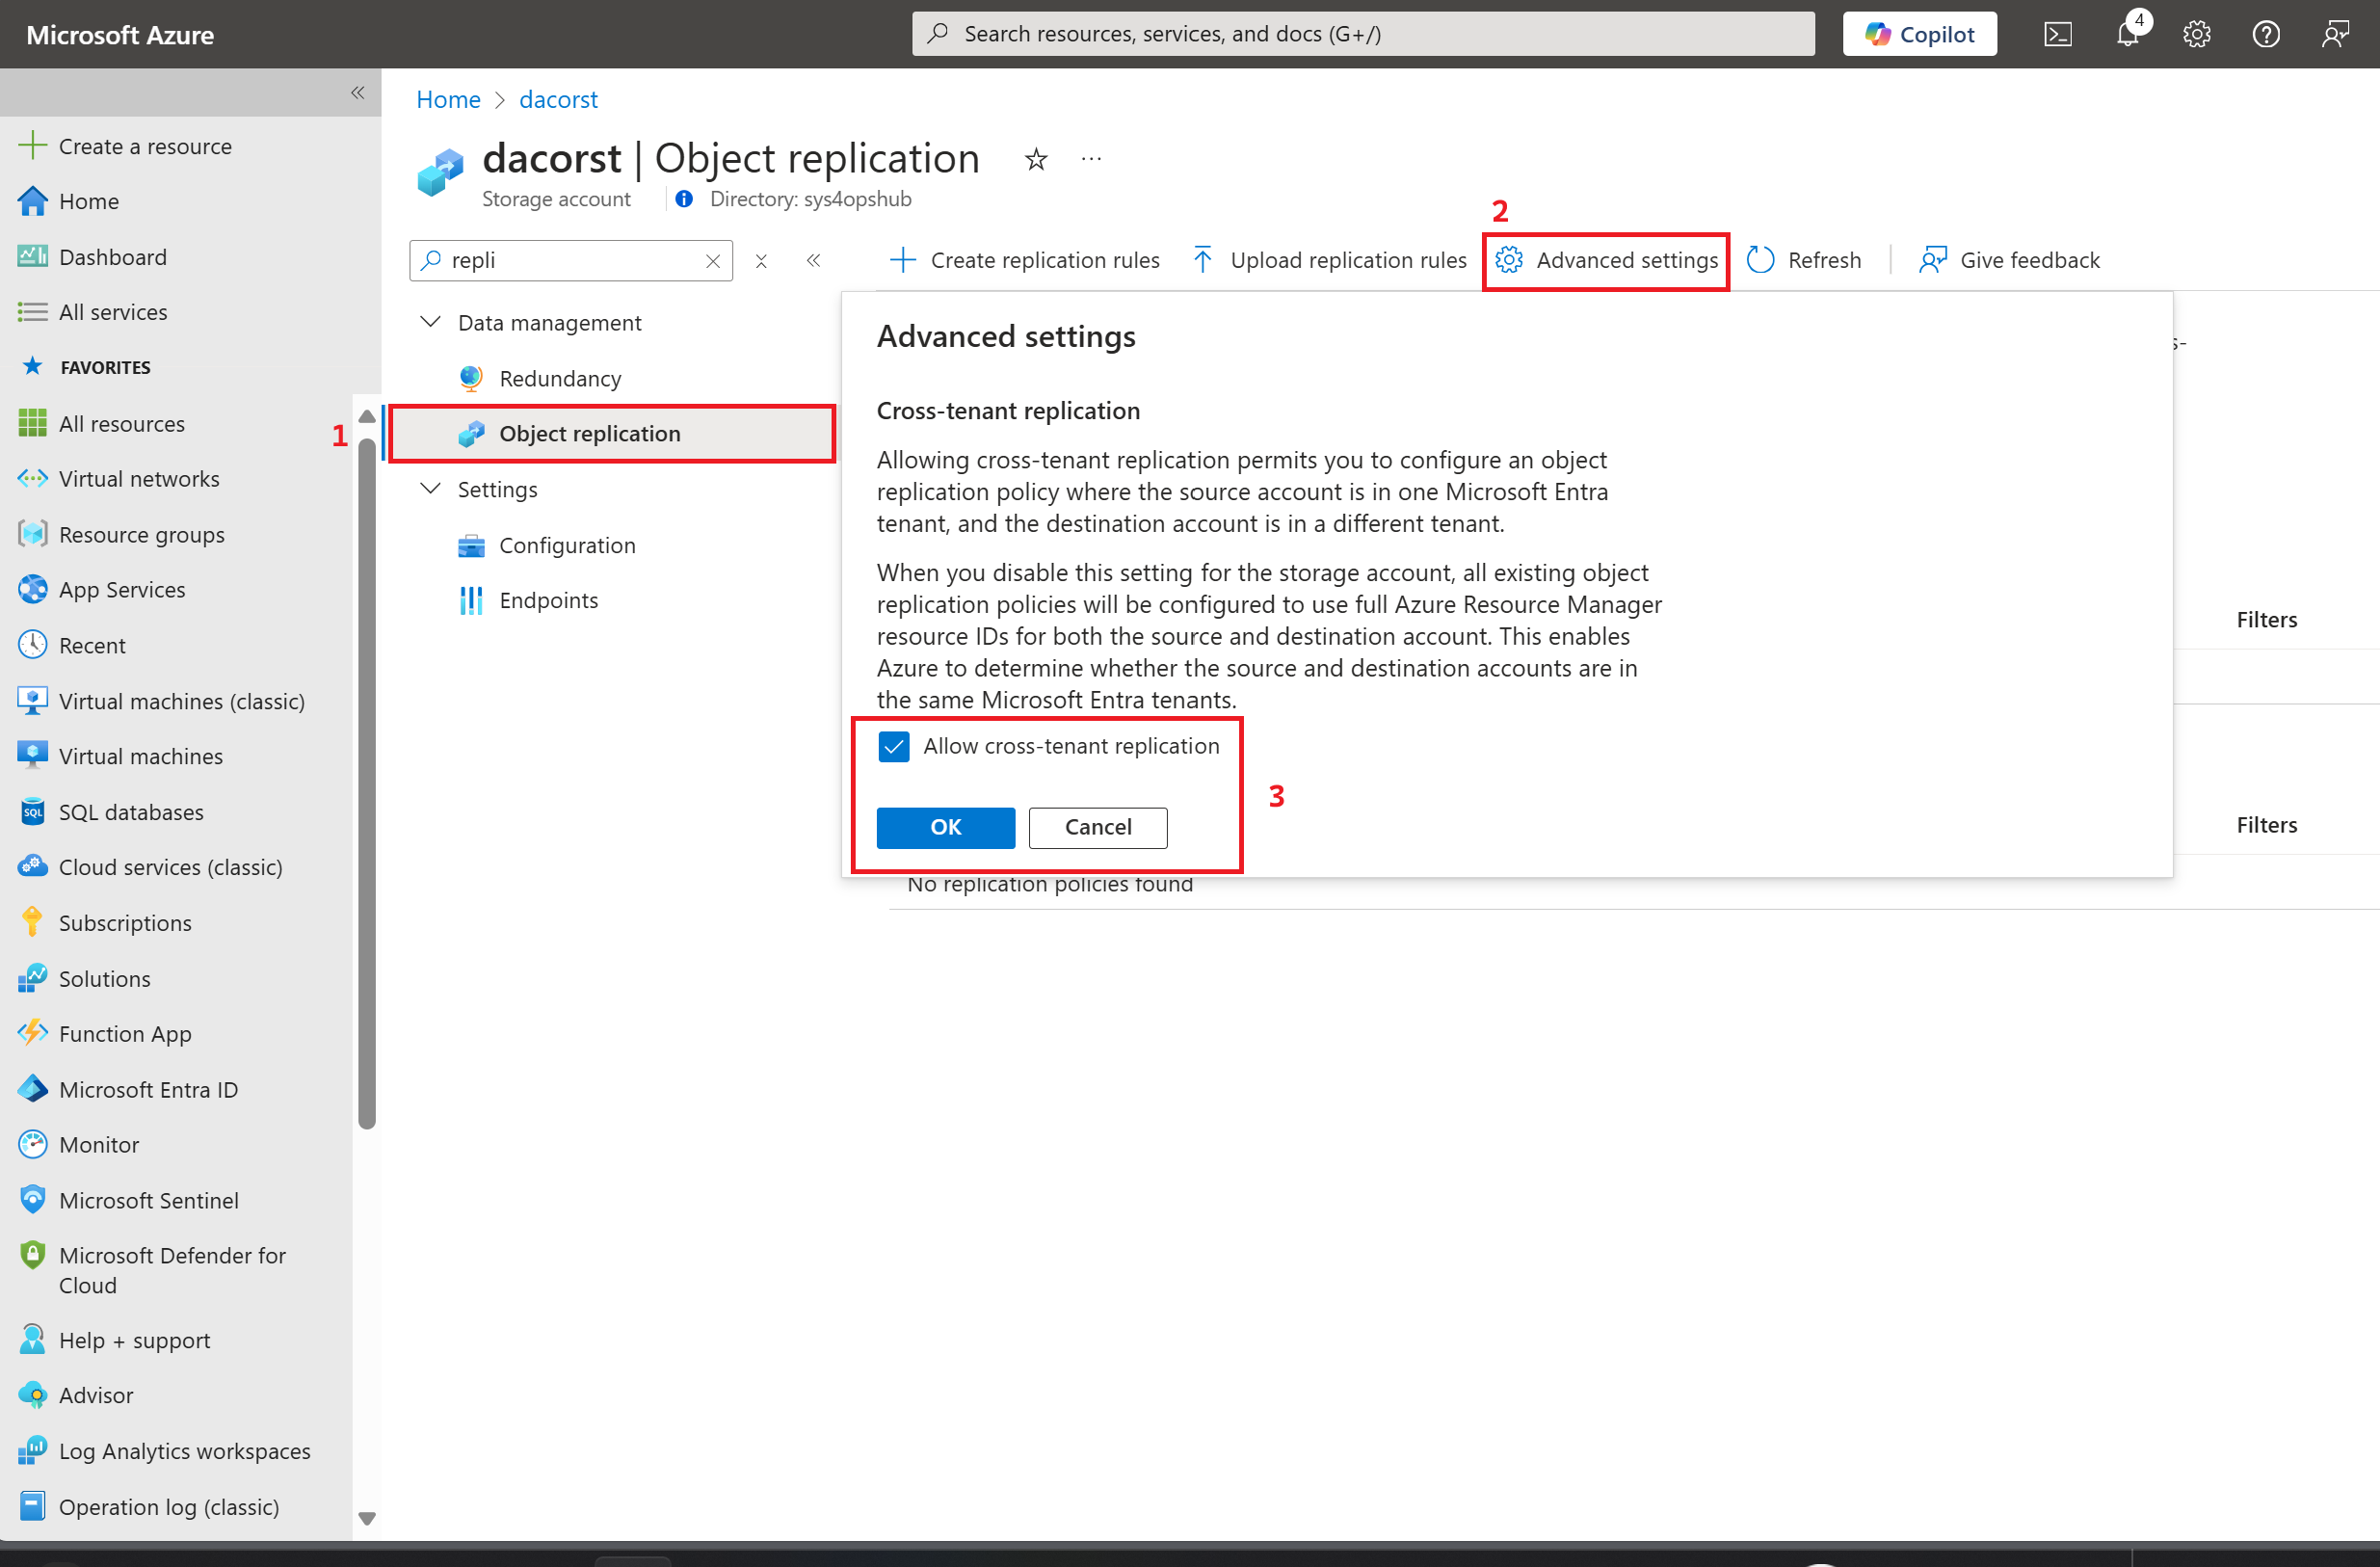 Microsoft Azure
Search resources, services, and docs (G+/)
Copilot
4
Home > dacorst
dacorst | Object replication
Storage account
Directory: sys4opshub
Create a resource
Home
Dashboard
All services
FAVORITES
All resources
Virtual networks
Resource groups
App Services
Recent
Virtual machines (classic)
Virtual machines
SQL databases
Cloud services (classic)
Subscriptions
Solutions
Function App
Microsoft Entra ID
Monitor
Microsoft Sentinel
Microsoft Defender for
Cloud
Help + support
Advisor
Log Analytics workspaces
Operation log (classic)
repli
Data management
Redundancy
1
Object replication
Settings
Configuration
Endpoints
2
Create replication rules
Upload replication rules
Advanced settings
Refresh
Give feedback
Advanced settings
s-
Cross-tenant replication
Allowing cross-tenant replication permits you to configure an object
replication policy where the source account is in one Microsoft Entra
tenant, and the destination account is in a different tenant.
When you disable this setting for the storage account, all existing object
replication policies will be configured to use full Azure Resource Manager
resource IDs for both the source and destination account. This enables
Azure to determine whether the source and destination accounts are in
the same Microsoft Entra tenants.
Filters
Allow cross-tenant replication
3
OK
Cancel
Filters
No replication policies found